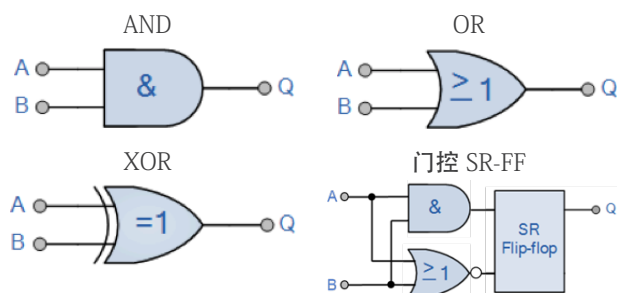 AND
A
&
Q
B
OR
A
≥1
Q
B
XOR
A
=1
Q
B
门控 SR-FF
A
&
Q
SR
Flip-flop
≥1
B